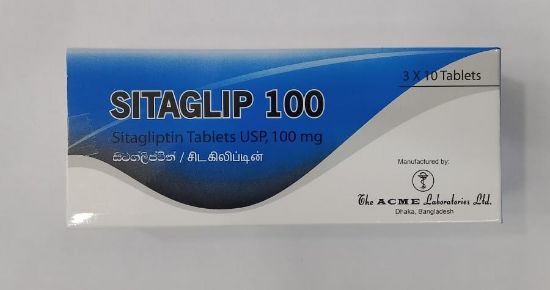 3 X 10 Tablets
SITAGLIP 100
Sitagliptin Tablets USP, 100 mg
සිටග්ලිප්ටින් / சிடகிலிப்டின்
Manufactured by:
The ACME Laboratories Ltd.
Dhaka, Bangladesh